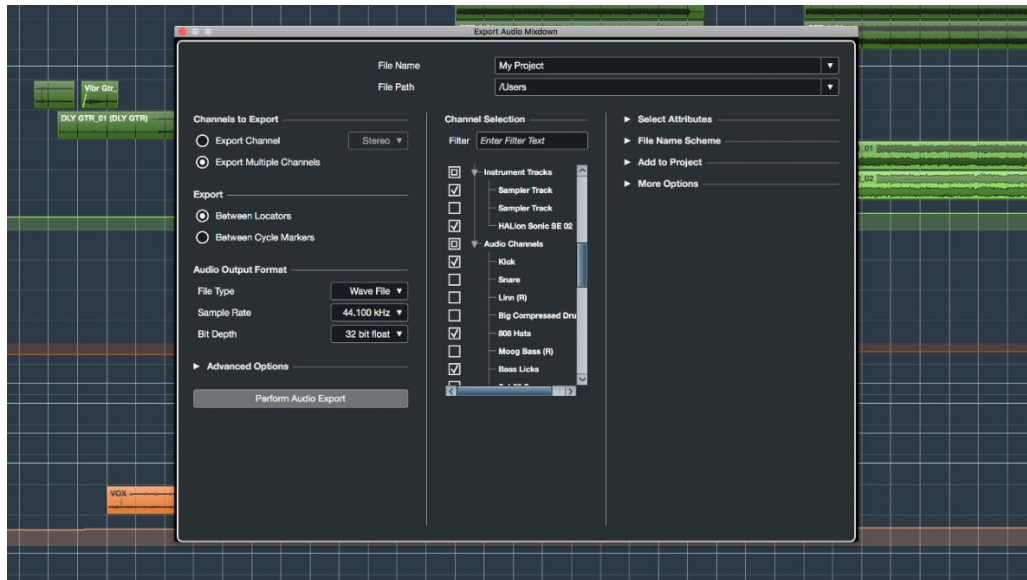 Export Audio Mixdown
File Name
My Project
File Path
/Users
Channels to Export
Export Channel
Stereo
Export Multiple Channels
Export
Between Locators
Between Cycle Markers
Audio Output Format
File Type
Wave File
Sample Rate
44.100 kHz
Bit Depth
32 bit float
Advanced Options
Perform Audio Export
Channel Selection
Filter
Enter Filter Text
Instrument Tracks
Sampler Track
Sampler Track
HALion Sonic SE 02
Audio Channels
Kick
Snare
Linn (R)
Big Compressed Dru
808 Hats
Moog Bass (R)
Bass Licks
Select Attributes
File Name Scheme
Add to Project
More Options
Vibr Gtr_
DLY GTR_01 (DLY GTR)
VOX
_01
_02